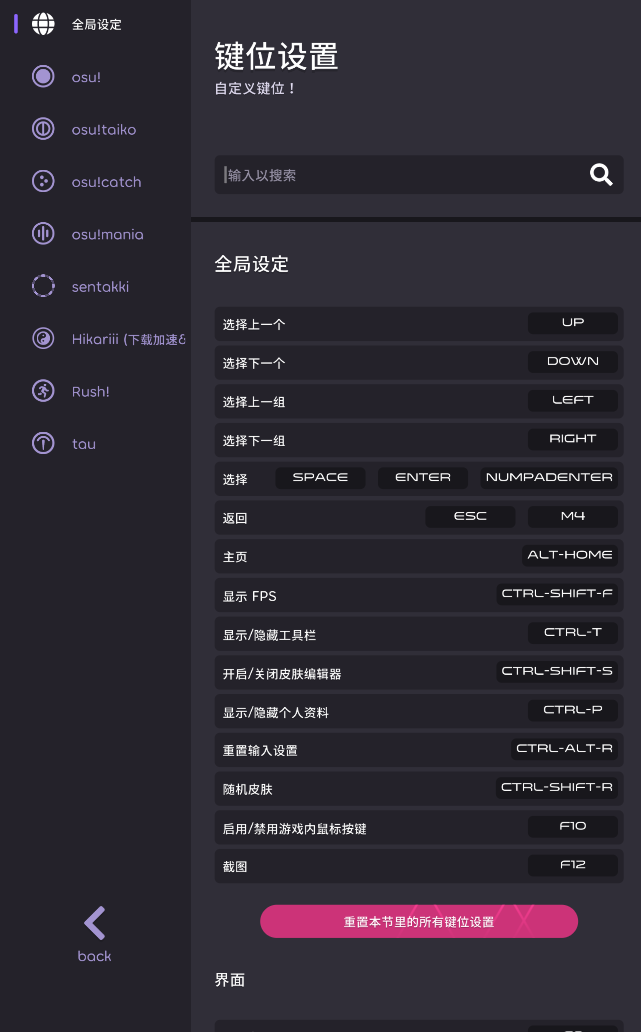 全局设定
osu!
osu!taiko
osu!catch
osu!mania
sentakki
Hikariii (下载加速&
Rush!
tau
back
键位设置
自定义键位！
输入以搜索
全局设定
选择上一个 UP
选择下一个 DOWN
选择上一组 LEFT
选择下一组 RIGHT
选择 SPACE ENTER NUMPADENTER
返回 ESC M4
主页 ALT-HOME
显示 FPS CTRL-SHIFT-F
显示/隐藏工具栏 CTRL-T
开启/关闭皮肤编辑器 CTRL-SHIFT-S
显示/隐藏个人资料 CTRL-P
重置输入设置 CTRL-ALT-R
随机皮肤 CTRL-SHIFT-R
启用/禁用游戏内鼠标按键 F10
截图 F12
重置本节里的所有键位设置
界面